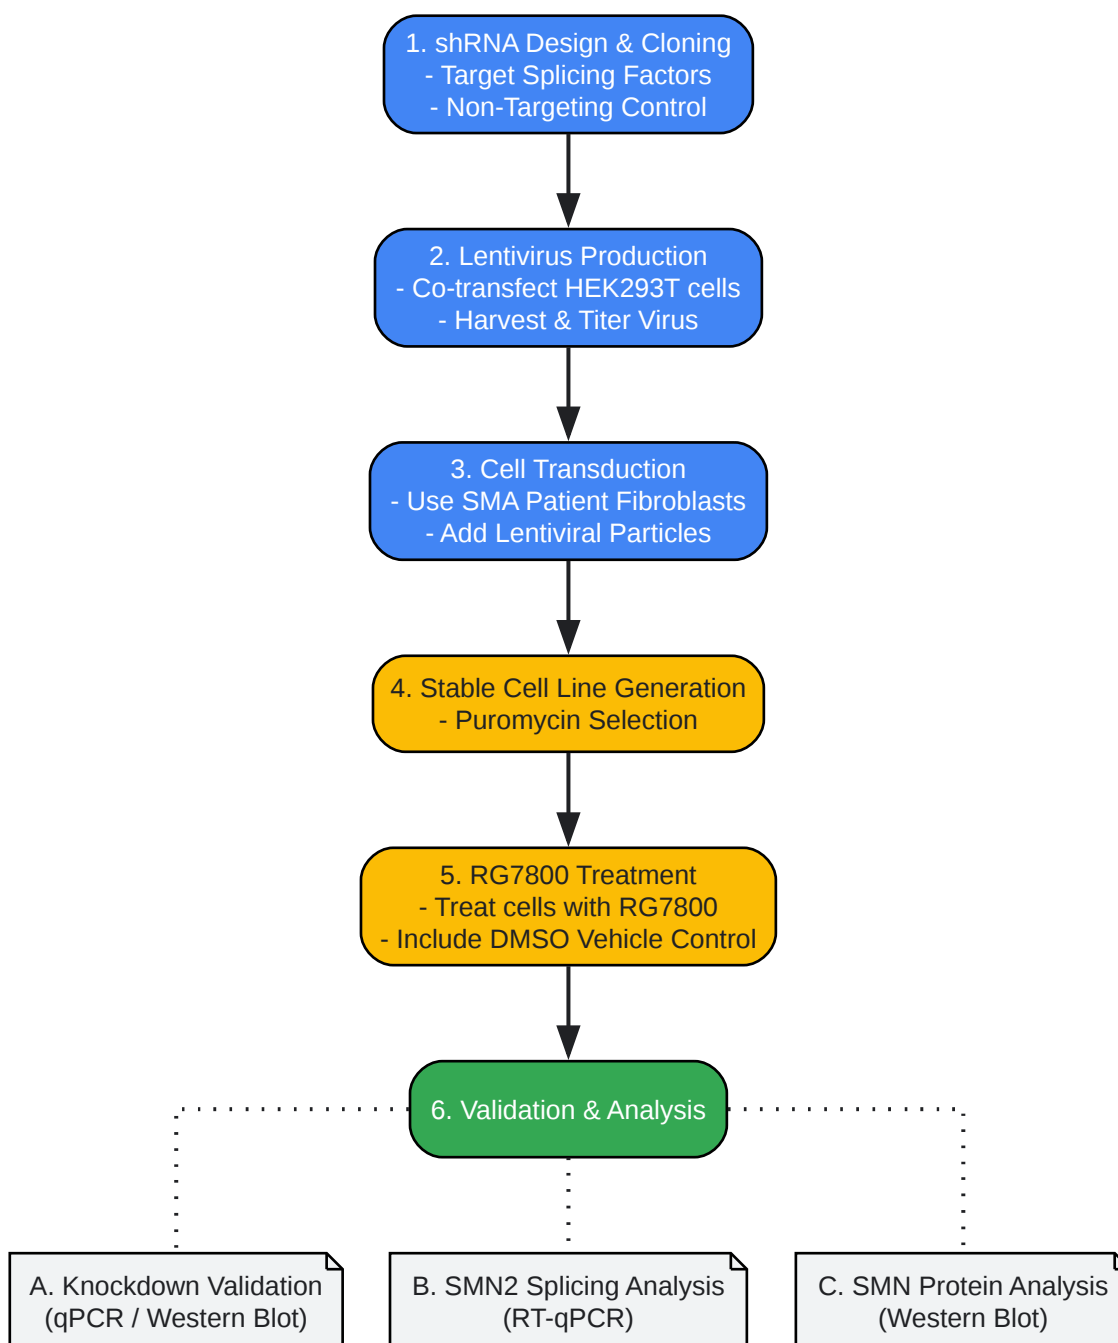 1. shRNA Design & Cloning
- Target Splicing Factors
- Non-Targeting Control
2. Lentivirus Production
- Co-transfect HEK293T cells
- Harvest & Titer Virus
3. Cell Transduction
- Use SMA Patient Fibroblasts
- Add Lentiviral Particles
4. Stable Cell Line Generation
- Puromycin Selection
5. RG7800 Treatment
- Treat cells with RG7800
- Include DMSO Vehicle Control
6. Validation & Analysis
A. Knockdown Validation
(qPCR / Western Blot)
B. SMN2 Splicing Analysis
(RT-qPCR)
C. SMN Protein Analysis
(Western Blot)